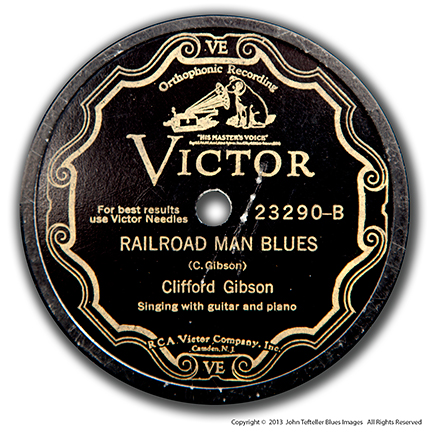 VE
Orthophonic Recording
"HIS MASTER'S VOICE"
VICTOR
For best results
use Victor Needles
23290-B
RAILROAD MAN BLUES
(C. Gibson)
Clifford Gibson
Singing with guitar and piano
RCA Victor Company, Inc.
Camden, N.J.
VE
Copyright © 2013 John Tefteller Blues Images All Rights Reserved